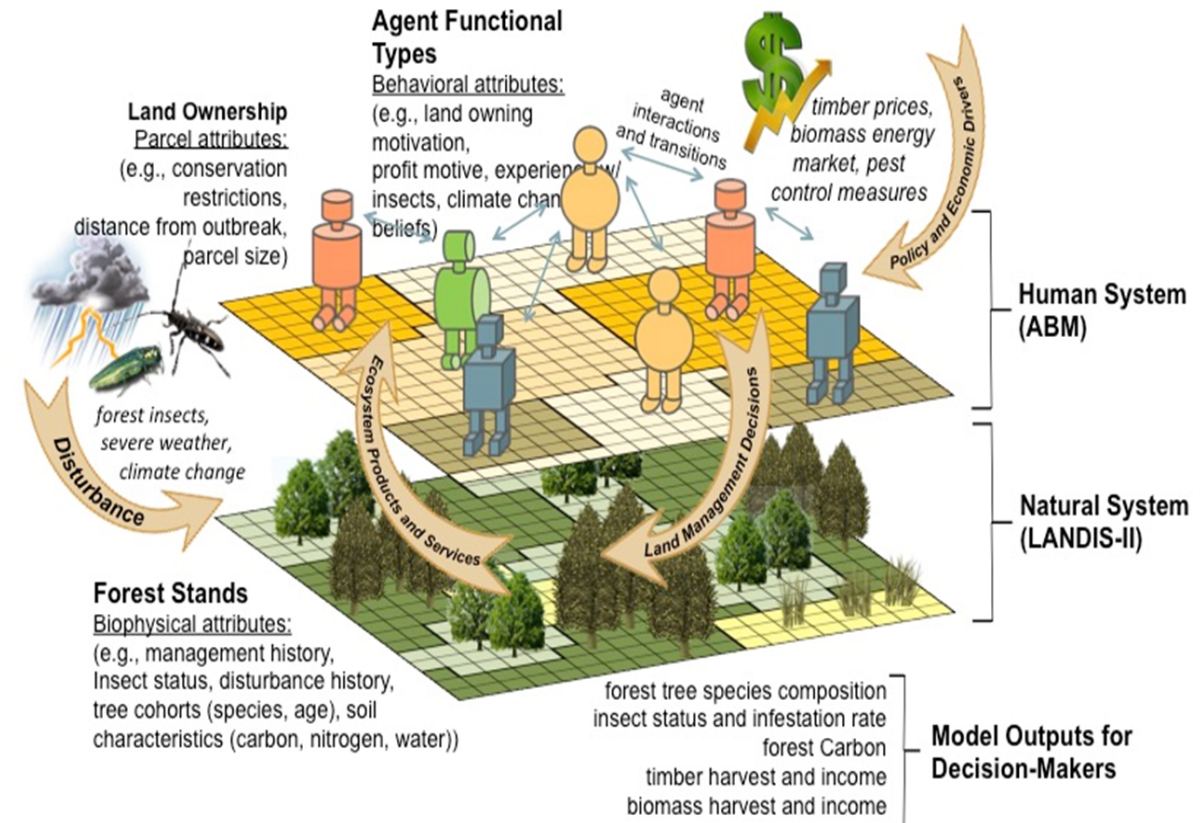 Agent Functional
Types
Behavioral attributes:
(e.g., land owning
motivation,
profit motive, experience w/
insects, climate chan
beliefs)
Land Ownership
Parcel attributes:
(e.g., conservation
restrictions,
distance from outbreak,
parcel size)
agent
interactions
and transitions
$
timber prices,
biomass energy
market, pest
control measures
Policy and Economic Drivers
Human System
(ABM)
forest insects,
severe weather,
climate change
Disturbance
Ecosystem Products and Services
Land Management Decisions
Natural System
(LANDIS-II)
Forest Stands
Biophysical attributes:
(e.g., management history,
Insect status, disturbance history,
tree cohorts (species, age), soil
characteristics (carbon, nitrogen, water))
forest tree species composition
insect status and infestation rate
forest Carbon
timber harvest and income
biomass harvest and income
Model Outputs for
Decision-Makers